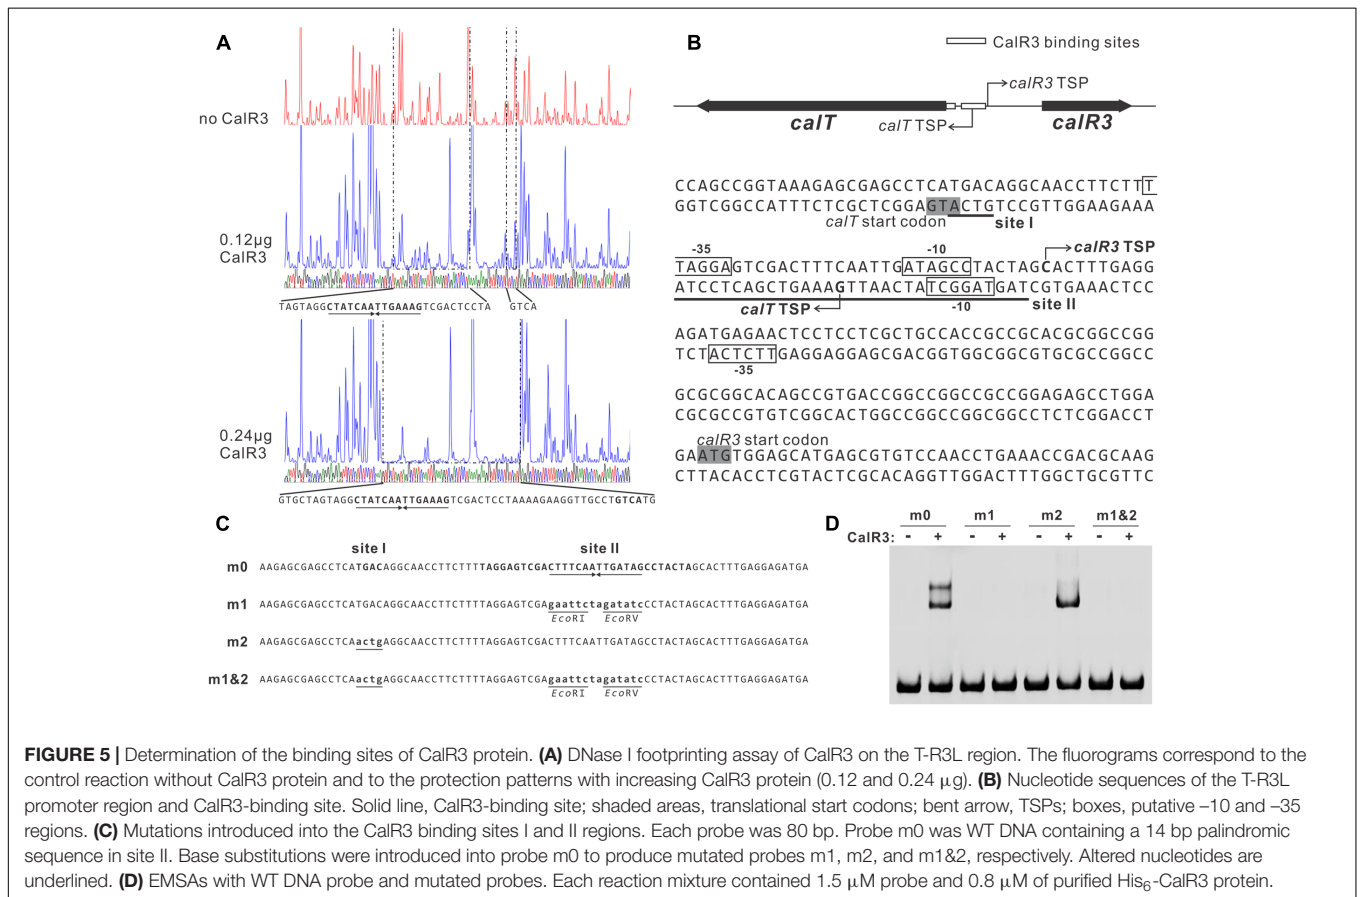 A
no CalR3
0.12µg
CalR3
TAGTAGGCTATCAATTGAAAGTCGACTCCTA GTCA
0.24µg
CalR3
GTGCTAGTAGGCTATCAATTGAAAGTCGACTCCTAAAAGAAGGTTGCCTGTCATG
B
CalR3 binding sites
calR3 TSP
calT
calT TSP
calR3
CCAGCCGGTAAAGAGCGAGCCTCATGACAGGCAACCTTCTTT
GGTCGGCCATTTCTCGCTCGGAGTACTGTCCGTTGGAAGAAA
calT start codon
site I
-35
-10
calR3 TSP
TAGGAGTCGACTTTCAATTGATAGCCTACTAGCACTTTGAGG
ATCCTCAGCTGAAAGTTAACTATCGGATGATCGTGAAACTCC
calT TSP
-10
site II
AGATGAGAACTCCTCCTCGCTGCCACCGCCGCACGCGGCCGG
TCTACTCTTGAGGAGGAGCGACGGTGGCGGCGTGCGCCGGCC
-35
GCGCGGCACAGCCGTGACCGGCCGGCCGCCGGAGAGCCTGGA
CGCGCCGTGTCGGCACTGGCCGGCCGGCGGCCTCTCGGACCT
calR3 start codon
GAATGTGGAGCATGAGCGTGTCCAACCTGAAACCGACGCAAG
CTTACACCTCGTACTCGCACAGGTTGGACTTTGGCTGCGTTC
C
site I site II
m0 AAGAGCGAGCCTCATGACAGGCAACCTTCTTTTAGGAGTCGACTTTCAATTGATAGCCTACTAGCACTTTGAGGAGATGA
m1 AAGAGCGAGCCTCATGACAGGCAACCTTCTTTTAGGAGTCGAgaattctagatatcCCTACTAGCACTTTGAGGAGATGA
EcoRI EcoRV
m2 AAGAGCGAGCCTCAactgAGGCAACCTTCTTTTAGGAGTCGACTTTCAATTGATAGCCTACTAGCACTTTGAGGAGATGA
m1&2 AAGAGCGAGCCTCAactgAGGCAACCTTCTTTTAGGAGTCGAgaattctagatatcCCTACTAGCACTTTGAGGAGATGA
EcoRI EcoRV
D
m0 m1 m2 m1&2
CalR3: - + - + - + - +
FIGURE 5 | Determination of the binding sites of CalR3 protein. (A) DNase I footprinting assay of CalR3 on the T-R3L region. The fluorograms correspond to the
control reaction without CalR3 protein and to the protection patterns with increasing CalR3 protein (0.12 and 0.24 µg). (B) Nucleotide sequences of the T-R3L
promoter region and CalR3-binding site. Solid line, CalR3-binding site; shaded areas, translational start codons; bent arrow, TSPs; boxes, putative –10 and –35
regions. (C) Mutations introduced into the CalR3 binding sites I and II regions. Each probe was 80 bp. Probe m0 was WT DNA containing a 14 bp palindromic
sequence in site II. Base substitutions were introduced into probe m0 to produce mutated probes m1, m2, and m1&2, respectively. Altered nucleotides are
underlined. (D) EMSAs with WT DNA probe and mutated probes. Each reaction mixture contained 1.5 µM probe and 0.8 µM of purified His6-CalR3 protein.